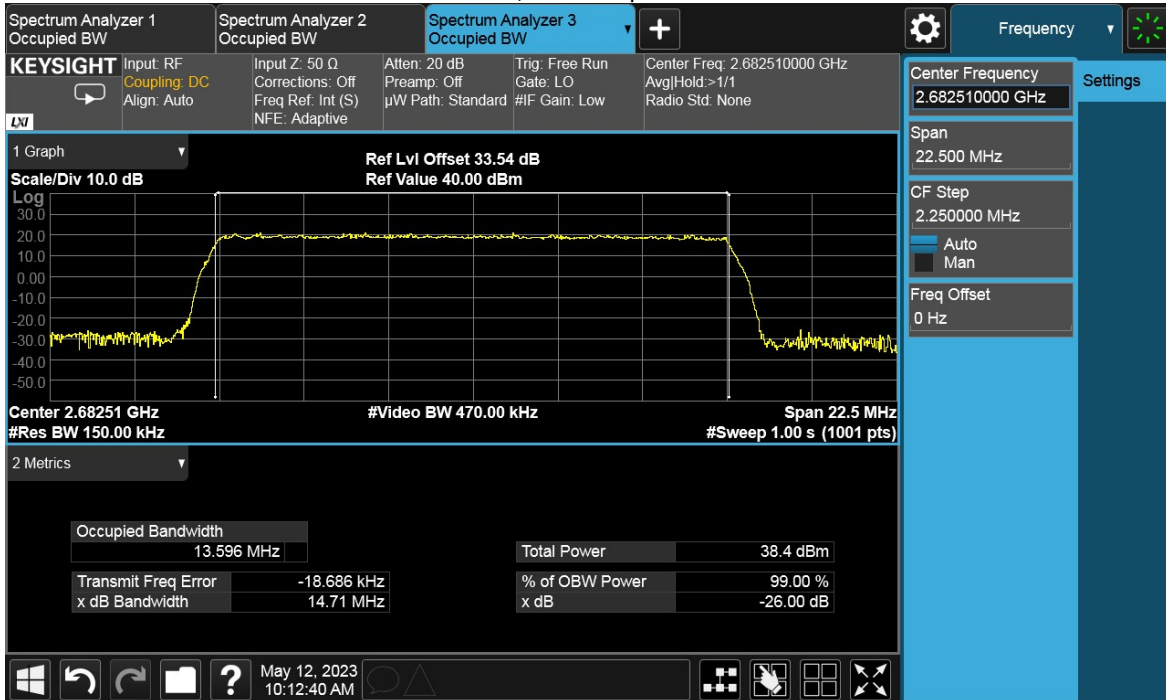 Spectrum Analyzer 1
Occupied BW
Spectrum Analyzer 2
Occupied BW
Spectrum Analyzer 3
Occupied BW
Frequency
KEYSIGHT
LXI
Input: RF
Coupling: DC
Align: Auto
Input Z: 50 Ω
Corrections: Off
Freq Ref: Int (S)
NFE: Adaptive
Atten: 20 dB
Preamp: Off
µW Path: Standard
Trig: Free Run
Gate: LO
#IF Gain: Low
Center Freq: 2.682510000 GHz
Avg|Hold:>1/1
Radio Std: None
Center Frequency
2.682510000 GHz
Settings
Span
22.500 MHz
CF Step
2.250000 MHz
Auto
Man
Freq Offset
0 Hz
1 Graph
Scale/Div 10.0 dB
Ref Lvl Offset 33.54 dB
Ref Value 40.00 dBm
Log
30.0
20.0
10.0
0.00
-10.0
-20.0
-30.0
-40.0
-50.0
Center 2.68251 GHz
#Video BW 470.00 kHz
Span 22.5 MHz
#Res BW 150.00 kHz
#Sweep 1.00 s (1001 pts)
2 Metrics
Occupied Bandwidth
13.596 MHz
Total Power 38.4 dBm
Transmit Freq Error -18.686 kHz
% of OBW Power 99.00 %
x dB Bandwidth 14.71 MHz
x dB -26.00 dB
?
May 12, 2023
10:12:40 AM